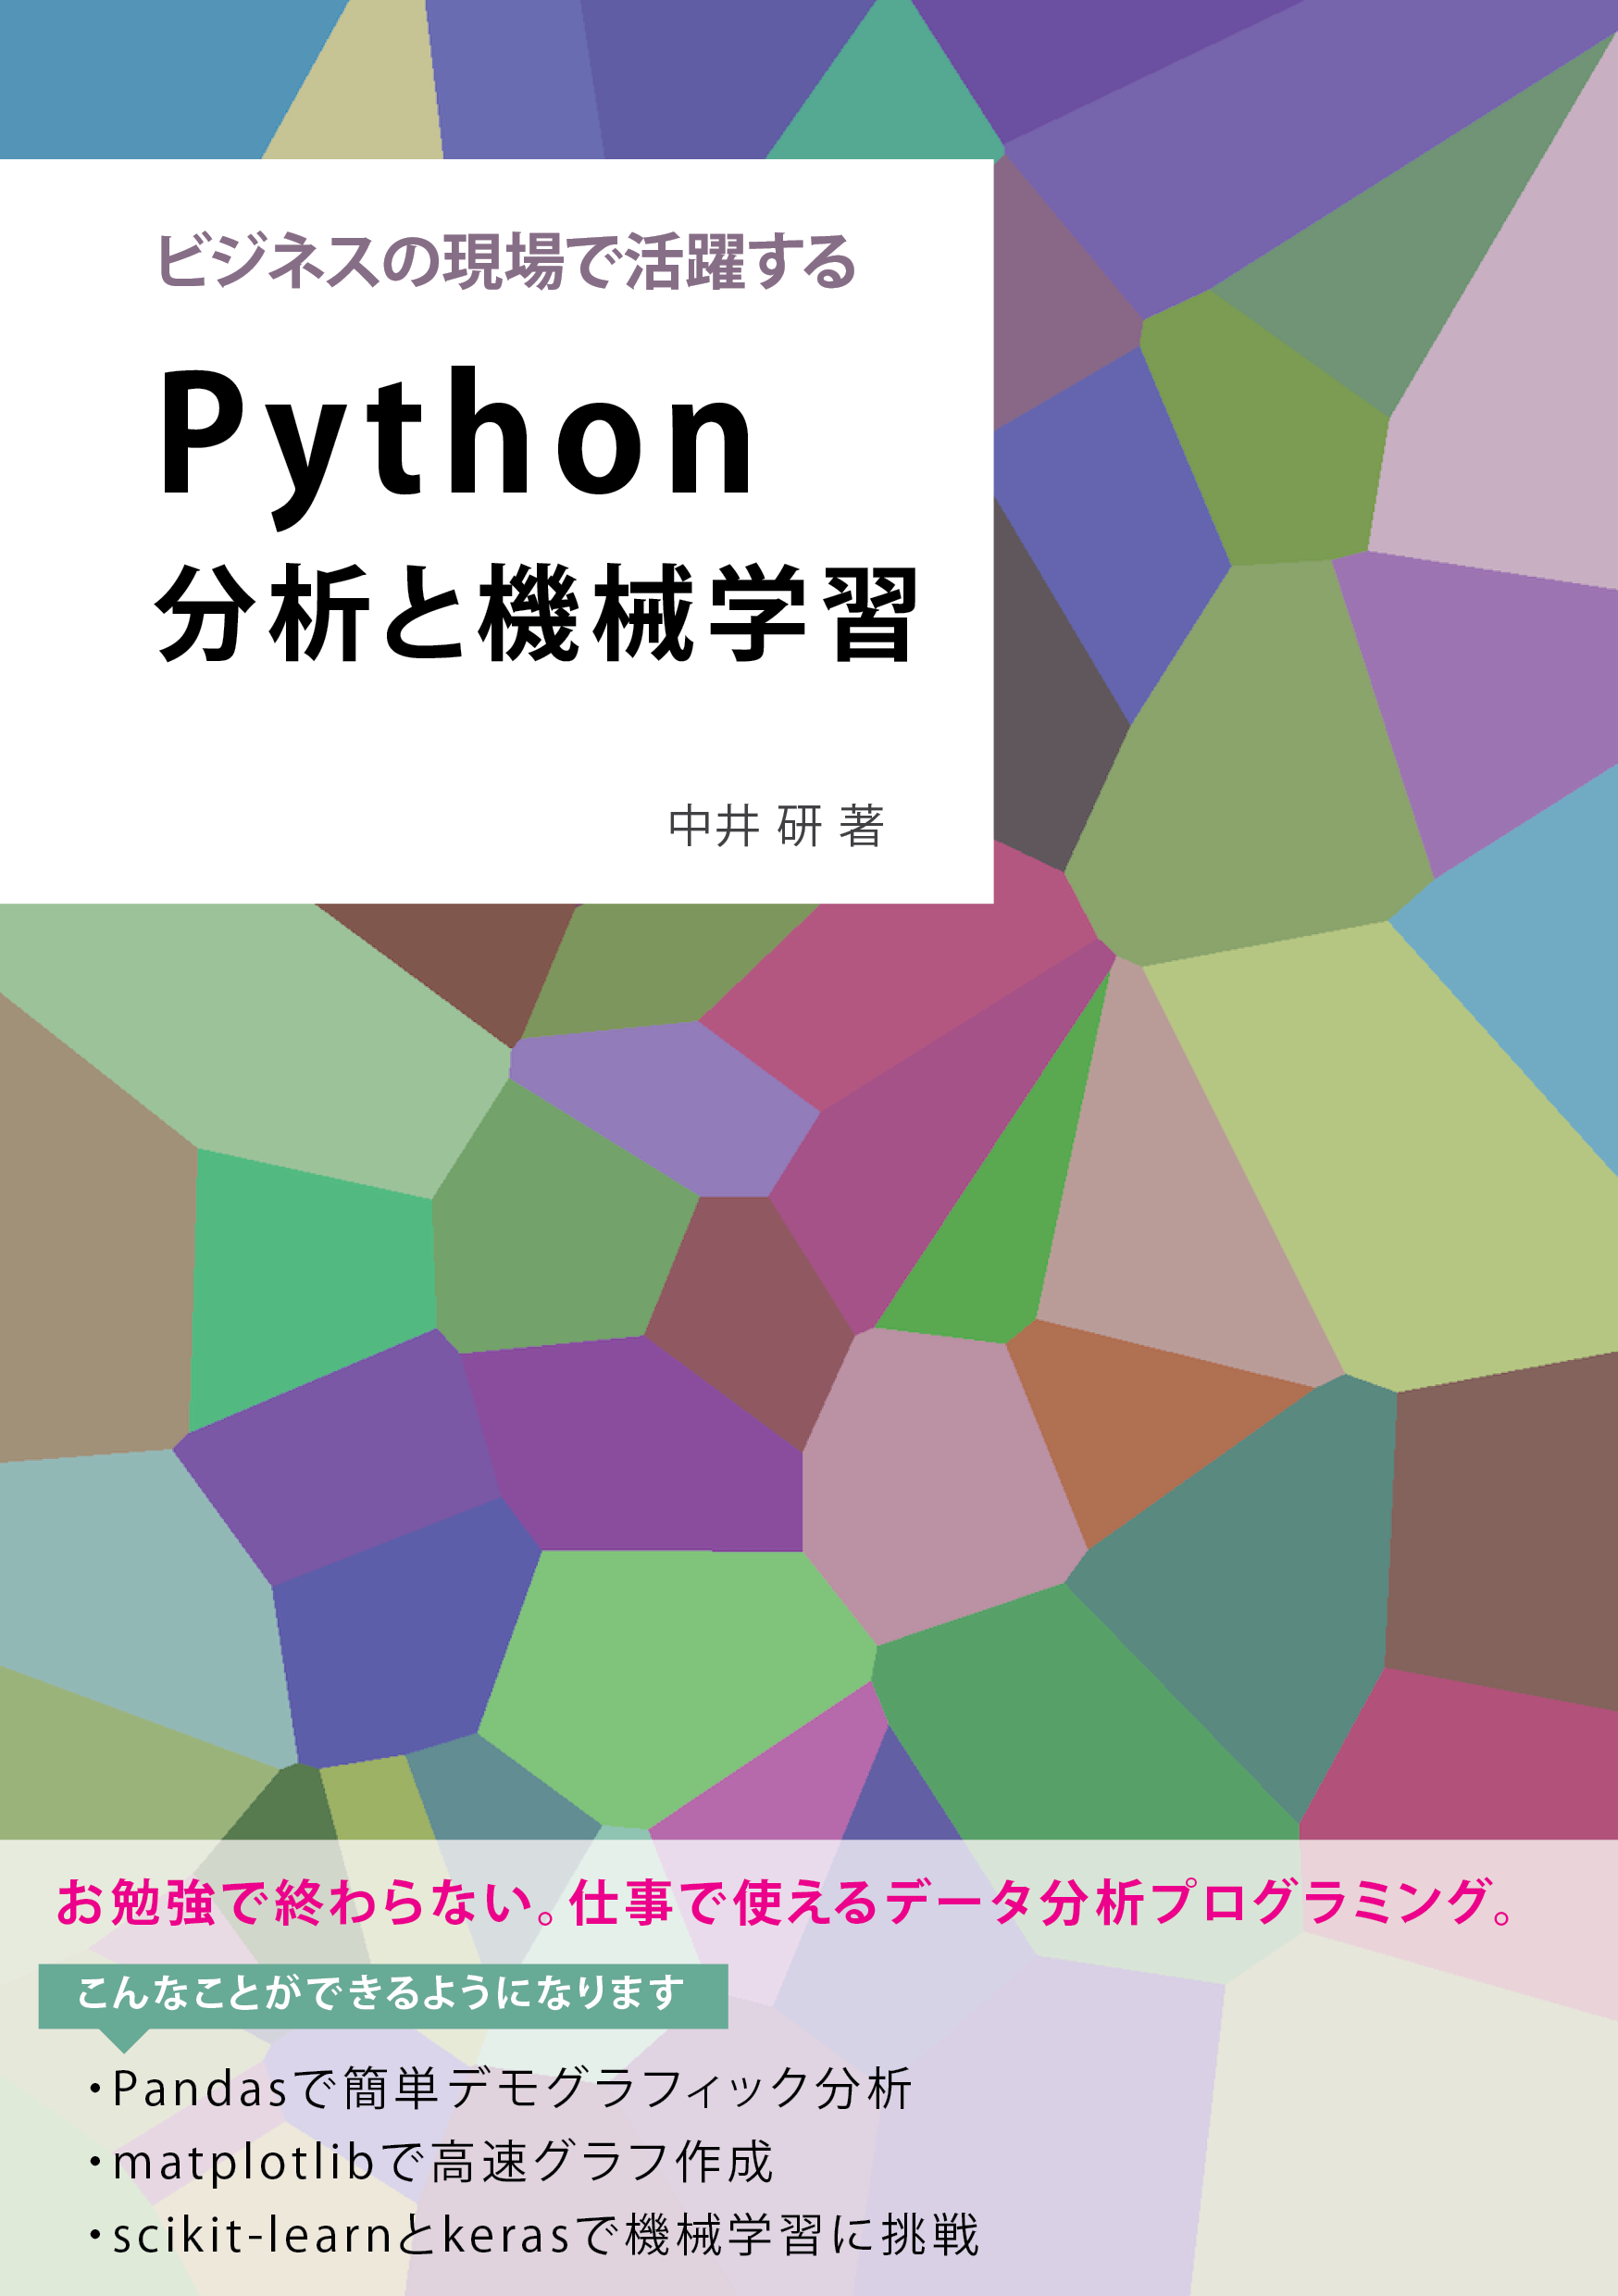 ビジネスの現場で活躍する
Python
分析と機械学習
中井 研 著
お勉強で終わらない。仕事で使えるデータ分析プログラミング。
こんなことができるようになります
・Pandasで簡単デモグラフィック分析
・matplotlibで高速グラフ作成
・scikit-learnとkerasで機械学習に挑戦